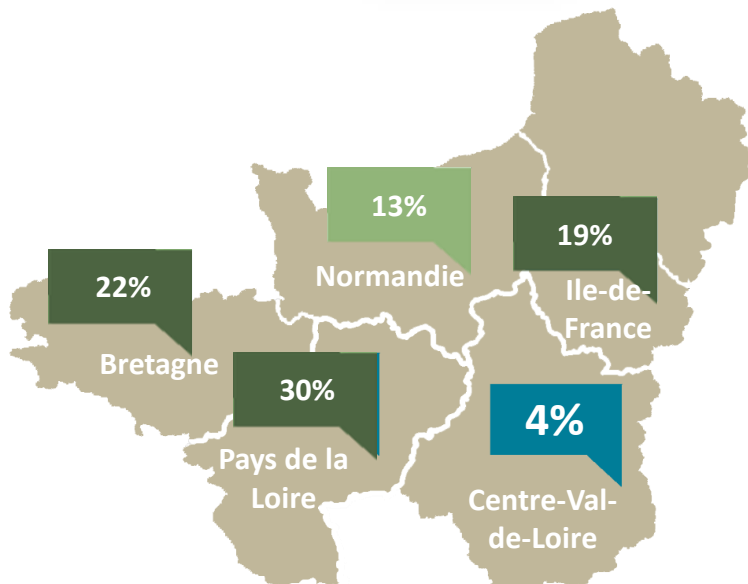 13%
Normandie
19%
Ile-de-
France
22%
Bretagne
30%
Pays de la
Loire
4%
Centre-Val-
de-Loire